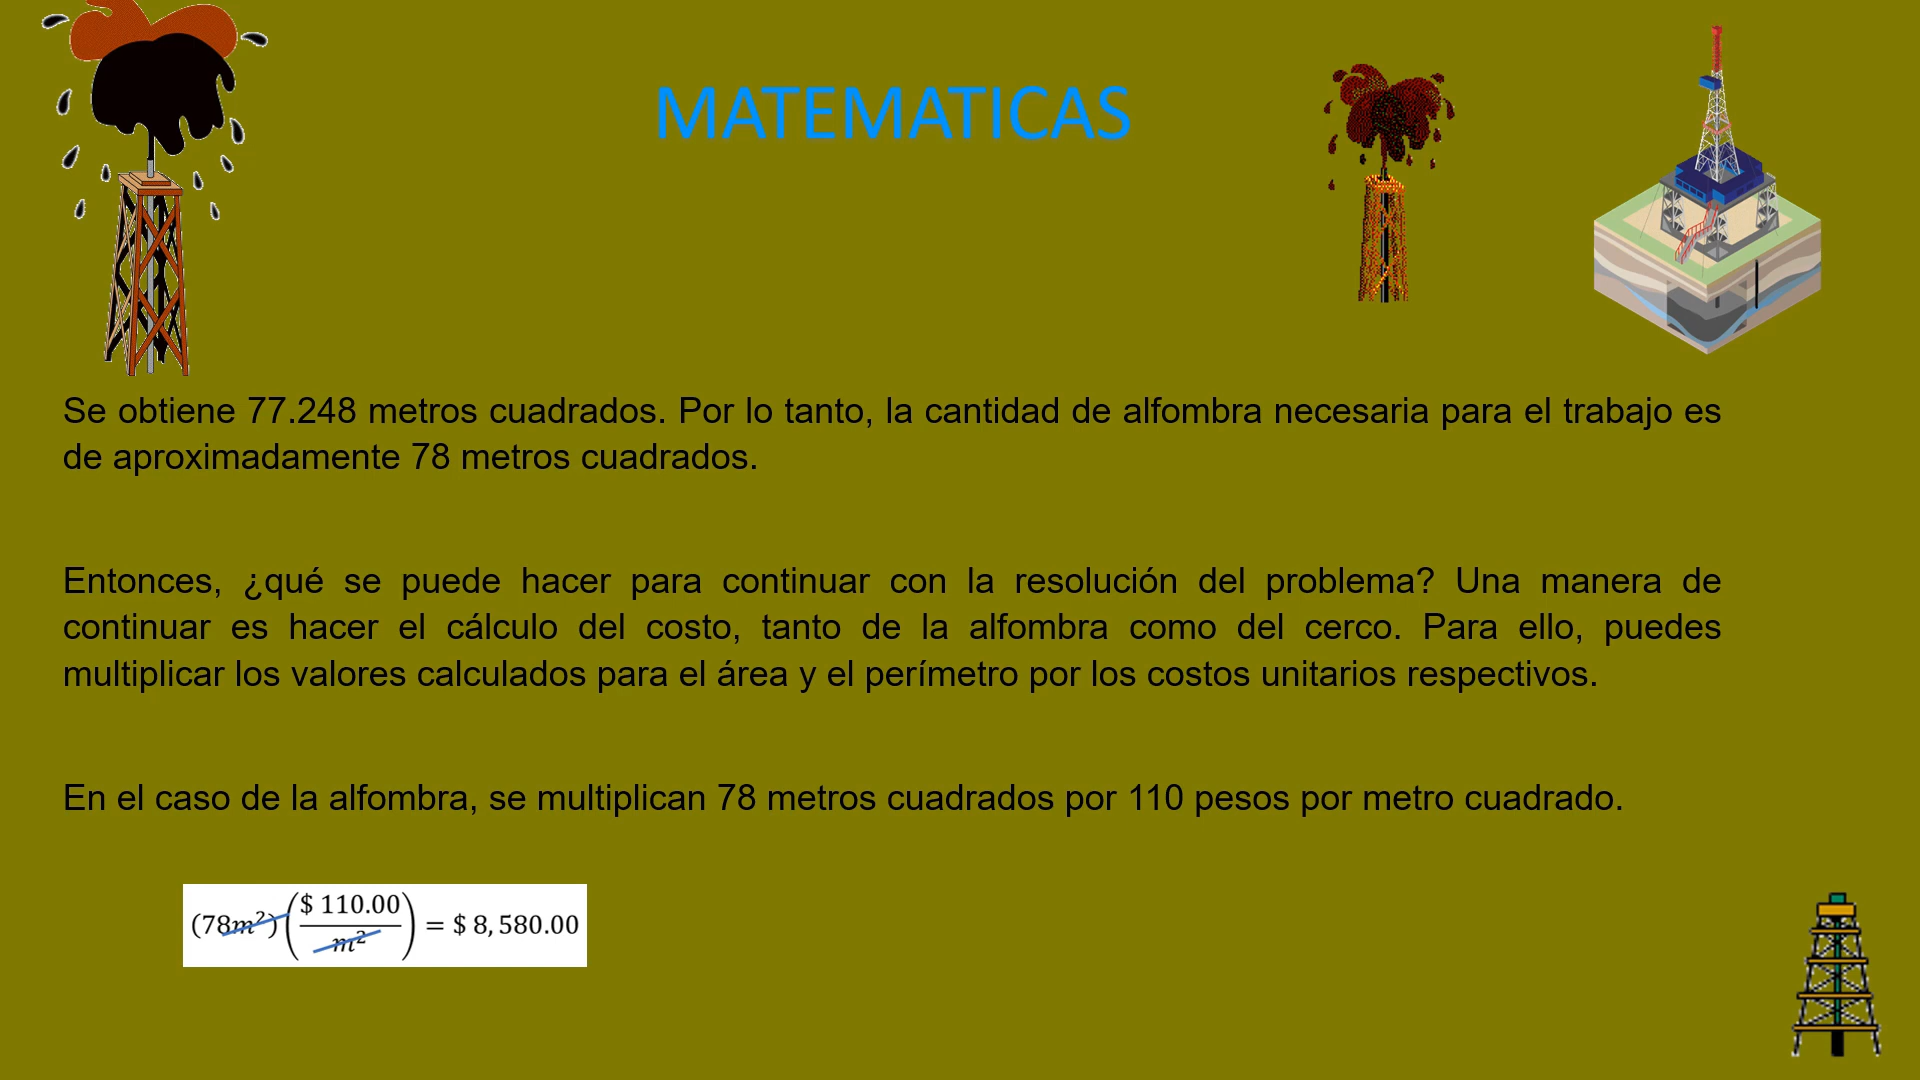 MATEMATICAS
Se obtiene 77.248 metros cuadrados. Por lo tanto, la cantidad de alfombra necesaria para el trabajo es
de aproximadamente 78 metros cuadrados.
Entonces, ¿qué se puede hacer para continuar con la resolución del problema? Una manera de
continuar es hacer el cálculo del costo, tanto de la alfombra como del cerco. Para ello, puedes
multiplicar los valores calculados para el área y el perímetro por los costos unitarios respectivos.
En el caso de la alfombra, se multiplican 78 metros cuadrados por 110 pesos por metro cuadrado.
(78m²)($ 110.00/m²) = $ 8,580.00